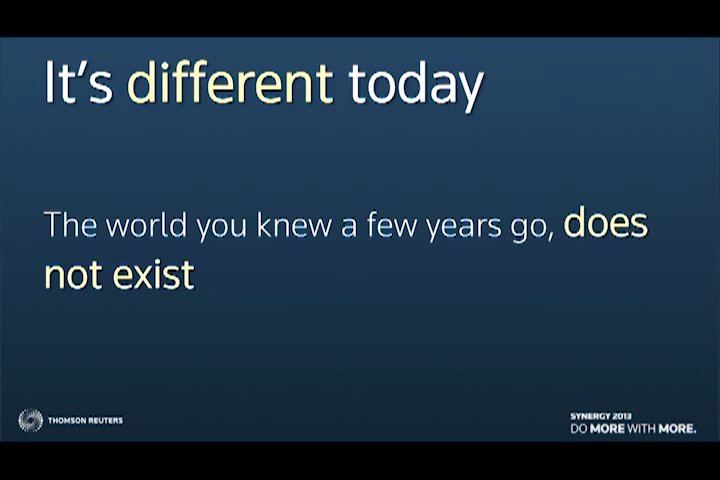 It's different today
The world you knew a few years go, does
not exist
THOMSON REUTERS
SYNERGY 2013
DO MORE WITH MORE.